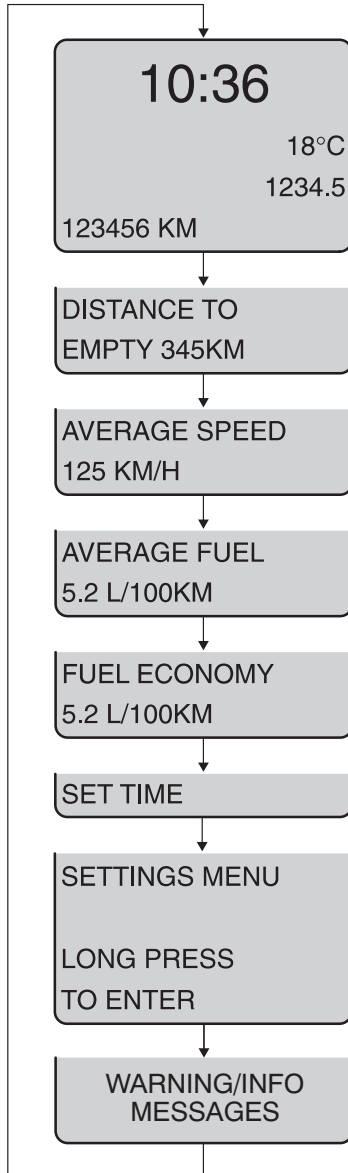 10:36
18°C
1234.5
123456 KM
DISTANCE TO
EMPTY 345KM
AVERAGE SPEED
125 KM/H
AVERAGE FUEL
5.2 L/100KM
FUEL ECONOMY
5.2 L/100KM
SET TIME
SETTINGS MENU
LONG PRESS
TO ENTER
WARNING/INFO
MESSAGES